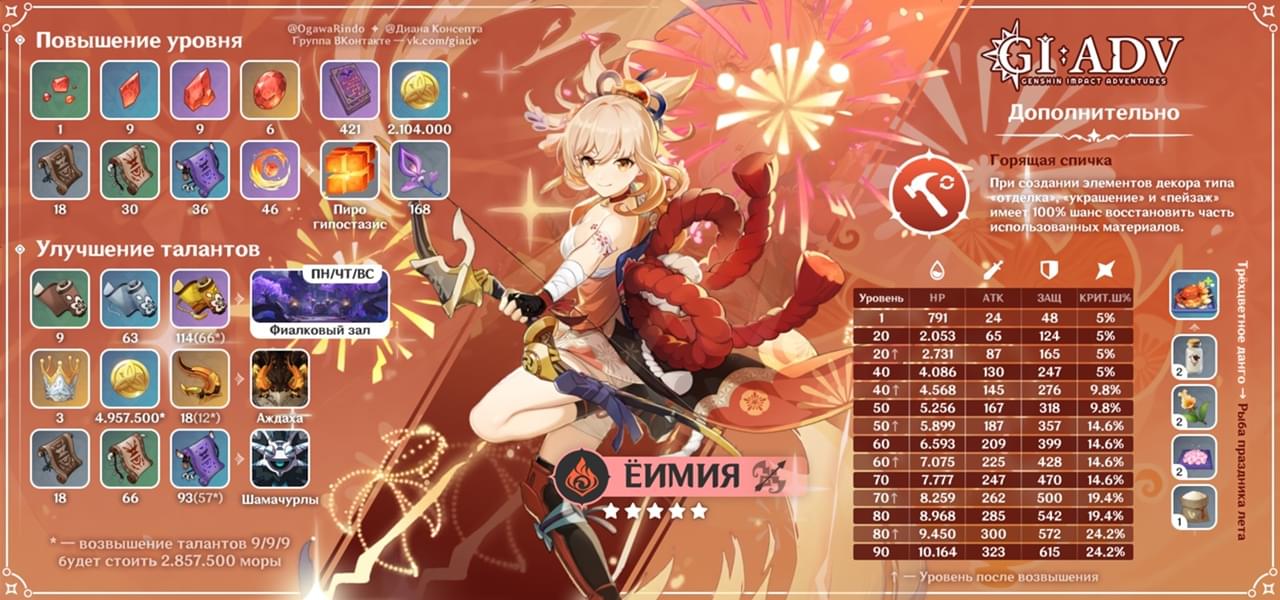 Повышение уровня
@OgawaRindo ✦ @Диана Консепта
Группа ВКонтакте — vk.com/giadv
1 9 9 6 421 2.104.000
18 30 36 46 Пиро гипостазис 168
Улучшение талантов
9 63 114(66*)
ПН/ЧТ/ВС
Фиалковый зал
3 4.957.500* 18(12*) Аждаха
18 66 93(57*) Шамачурлы
* — возвышение талантов 9/9/9
будет стоить 2.857.500 моры
ЁИМИЯ
GI:ADV
GENSHIN IMPACT ADVENTURES
Дополнительно
Горящая спичка
При создании элементов декора типа
«отделка», «украшение» и «пейзаж»
имеет 100% шанс восстановить часть
использованных материалов.
Уровень HP АТК ЗАЩ КРИТ.Ш%
1 791 24 48 5%
20 2.053 65 124 5%
20↑ 2.731 87 165 5%
40 4.086 130 247 5%
40↑ 4.568 145 276 9.8%
50 5.256 167 318 9.8%
50↑ 5.899 187 357 14.6%
60 6.593 209 399 14.6%
60↑ 7.075 225 428 14.6%
70 7.777 247 470 14.6%
70↑ 8.259 262 500 19.4%
80 8.968 285 542 19.4%
80↑ 9.450 300 572 24.2%
90 10.164 323 615 24.2%
↑ — Уровень после возвышения
2
2
2
1
Трёхцветное данго → Рыба праздника лета